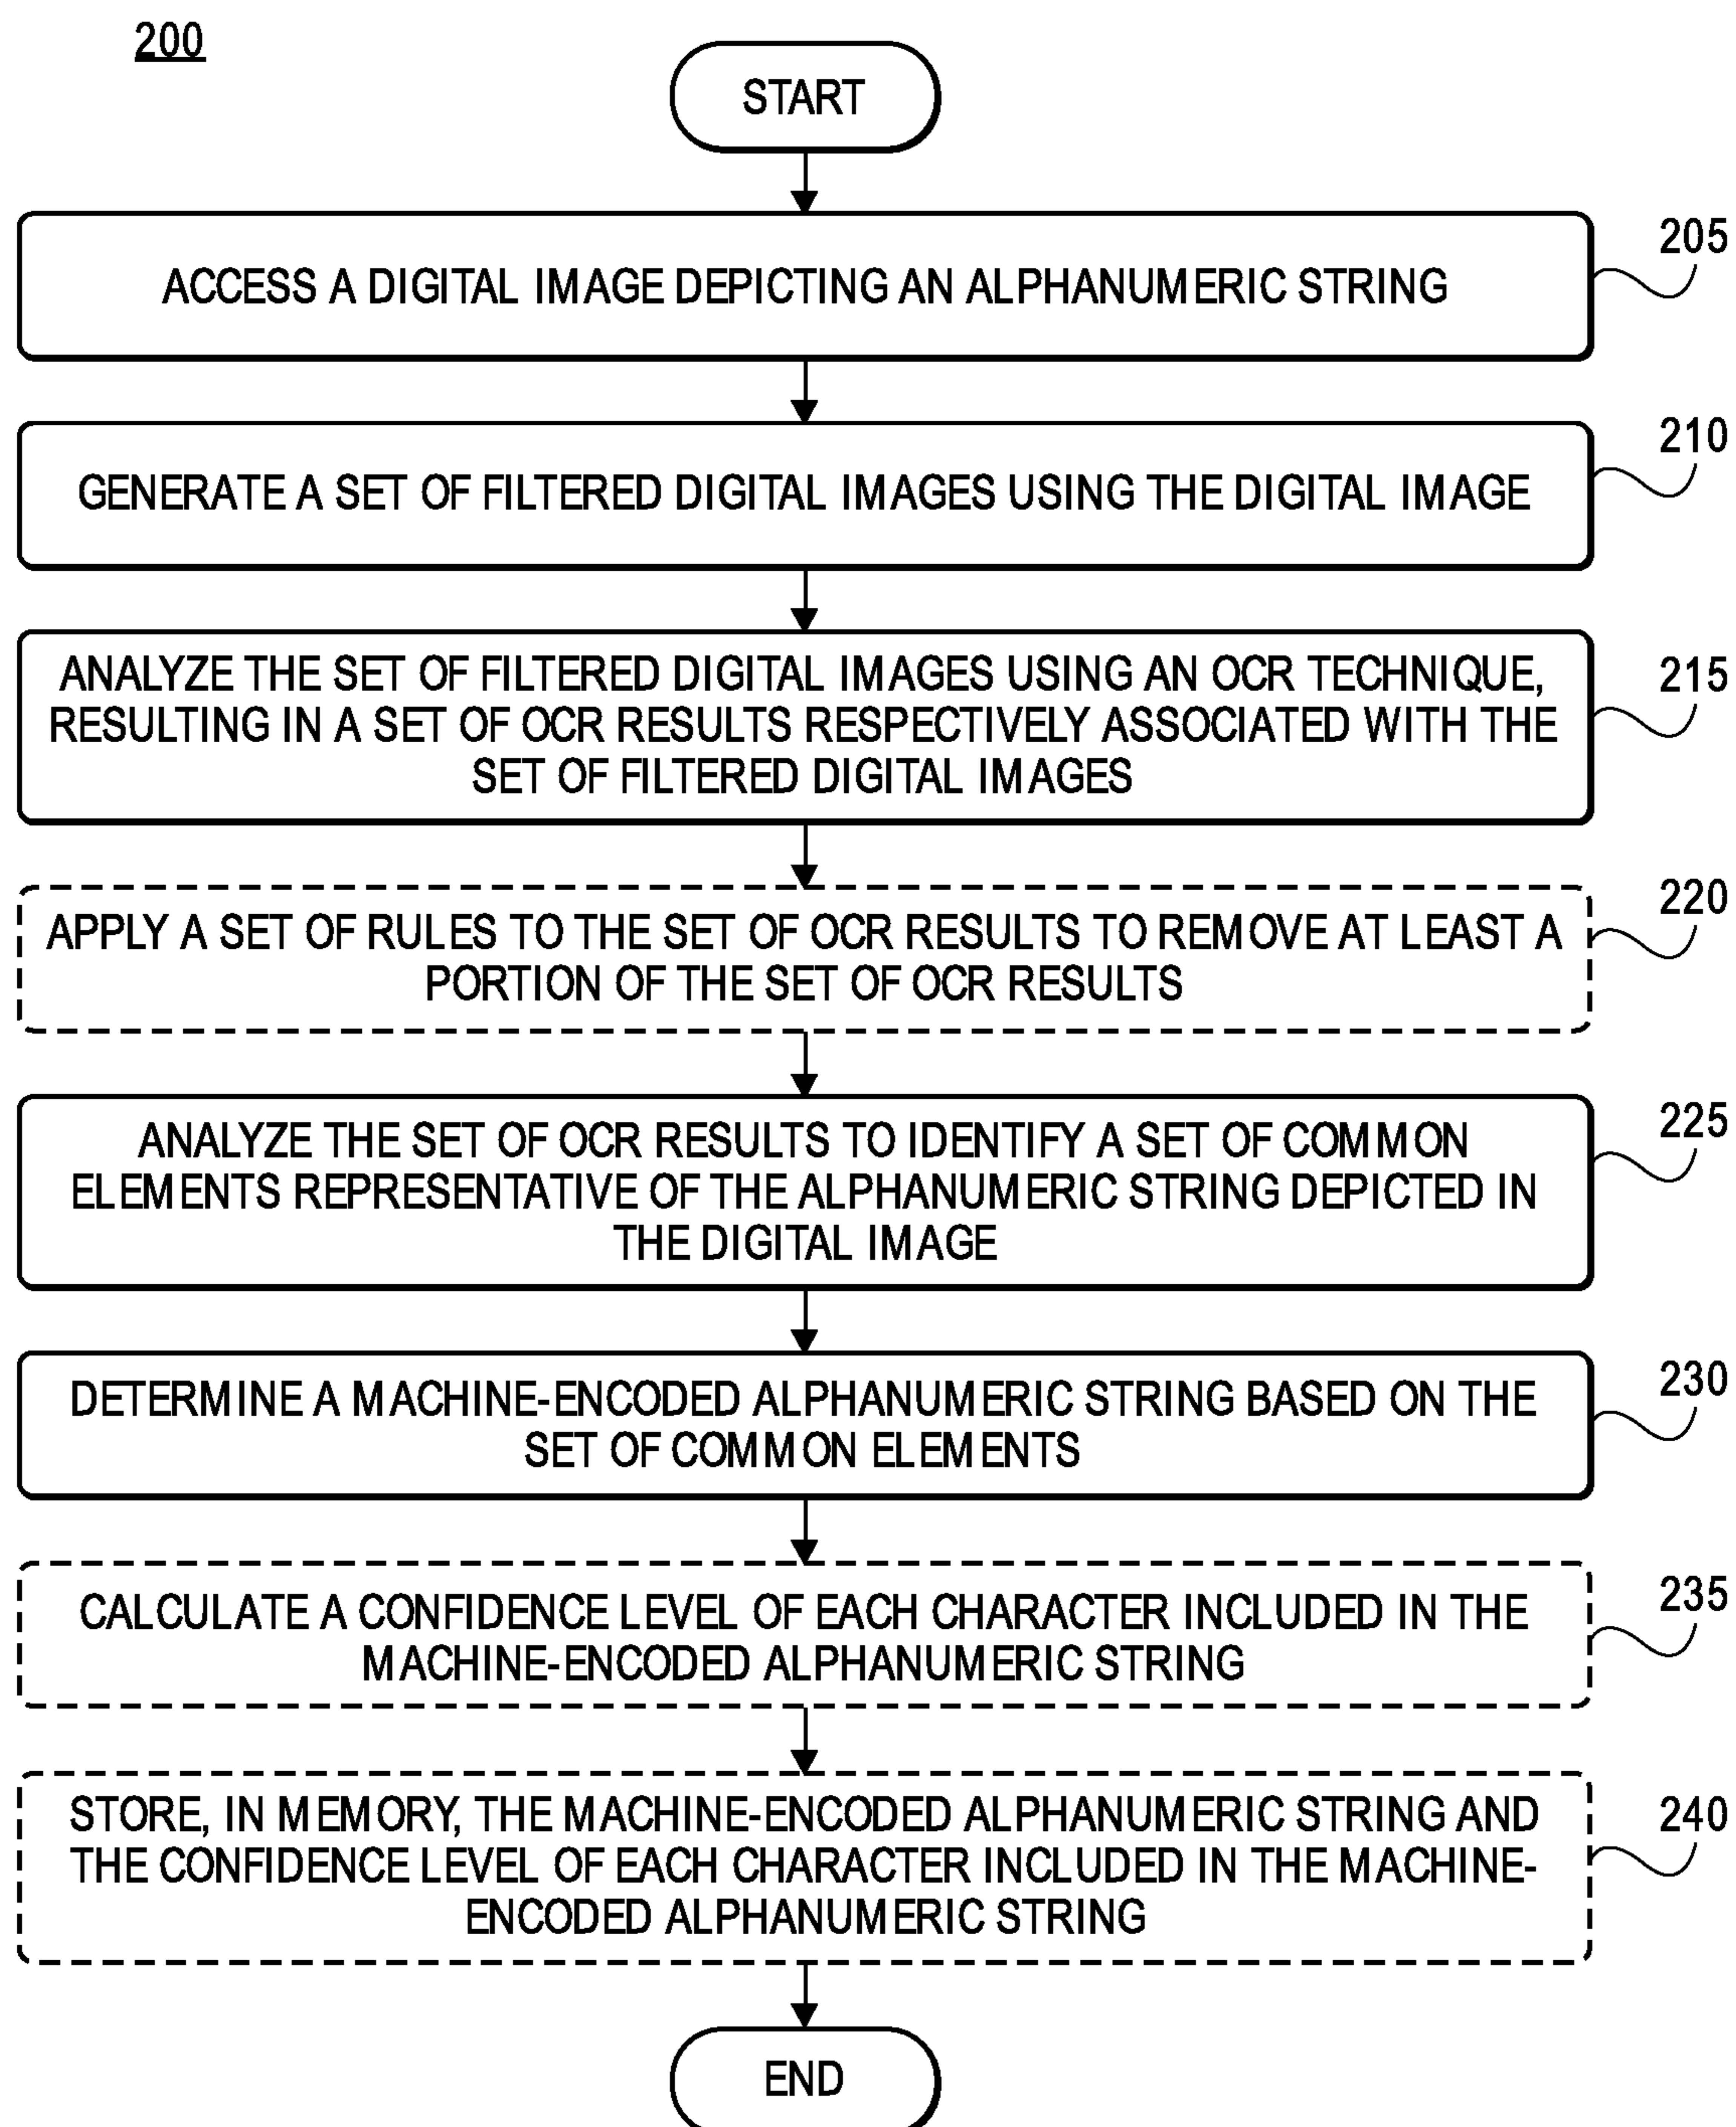 200
START
205
ACCESS A DIGITAL IMAGE DEPICTING AN ALPHANUMERIC STRING
210
GENERATE A SET OF FILTERED DIGITAL IMAGES USING THE DIGITAL IMAGE
215
ANALYZE THE SET OF FILTERED DIGITAL IMAGES USING AN OCR TECHNIQUE,
RESULTING IN A SET OF OCR RESULTS RESPECTIVELY ASSOCIATED WITH THE
SET OF FILTERED DIGITAL IMAGES
220
APPLY A SET OF RULES TO THE SET OF OCR RESULTS TO REMOVE AT LEAST A
PORTION OF THE SET OF OCR RESULTS
225
ANALYZE THE SET OF OCR RESULTS TO IDENTIFY A SET OF COMMON
ELEMENTS REPRESENTATIVE OF THE ALPHANUMERIC STRING DEPICTED IN
THE DIGITAL IMAGE
230
DETERMINE A MACHINE-ENCODED ALPHANUMERIC STRING BASED ON THE
SET OF COMMON ELEMENTS
235
CALCULATE A CONFIDENCE LEVEL OF EACH CHARACTER INCLUDED IN THE
MACHINE-ENCODED ALPHANUMERIC STRING
240
STORE, IN MEMORY, THE MACHINE-ENCODED ALPHANUMERIC STRING AND
THE CONFIDENCE LEVEL OF EACH CHARACTER INCLUDED IN THE MACHINE-
ENCODED ALPHANUMERIC STRING
END